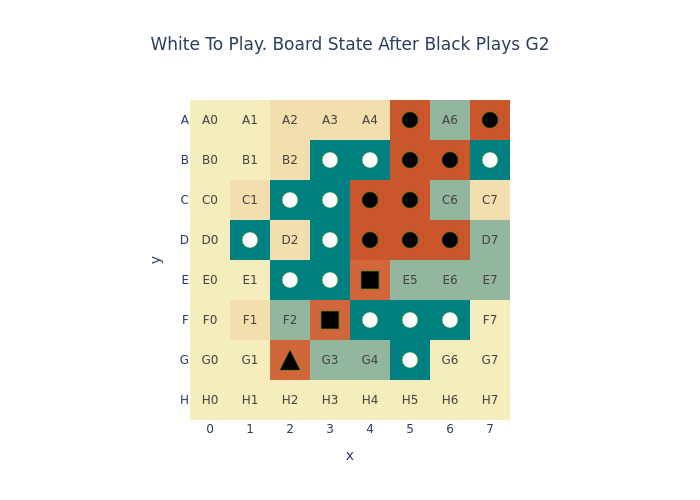 White To Play. Board State After Black Plays G2
A A0 A1 A2 A3 A4 A6
B B0 B1 B2
C C0 C1 C6 C7
D D0 D2 D7
E E0 E1 E5 E6 E7
F F0 F1 F2 F7
G G0 G1 G3 G4 G6 G7
H H0 H1 H2 H3 H4 H5 H6 H7
0 1 2 3 4 5 6 7
x
y